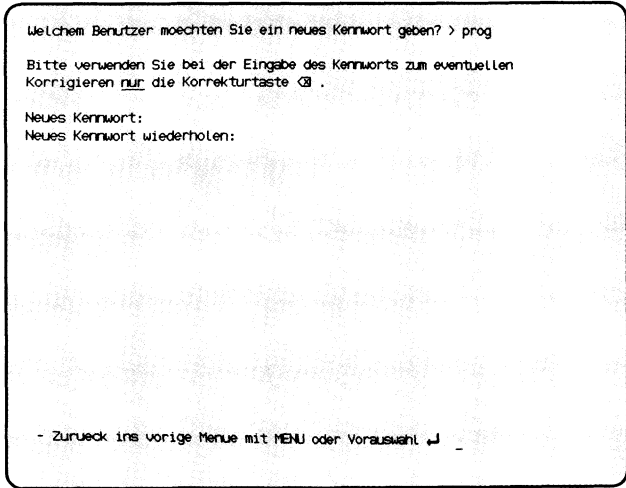 Welchem Benutzer moechten Sie ein neues Kennwort geben? > prog
Bitte verwenden Sie bei der Eingabe des Kennworts zum eventuellen
Korrigieren nur die Korrekturtaste ⌫ .
Neues Kennwort:
Neues Kennwort wiederholen:
- Zurueck ins vorige Menue mit MENU oder Vorauswahl ↵ _